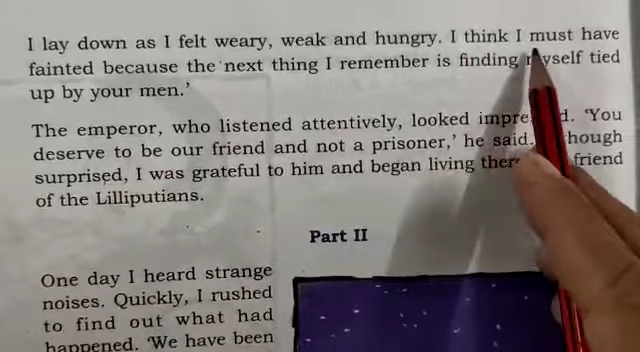 I lay down as I felt weary, weak and hungry. I think I must have
fainted because the next thing I remember is finding myself tied
up by your men.'
The emperor, who listened attentively, looked 'You
deserve to be our friend and not a prisoner,' he said.
surprised, I was grateful to him and began living friend
of the Lilliputians.
Part II
One day I heard strange
noises. Quickly, I rushed
to find out what had
happened. 'We have been